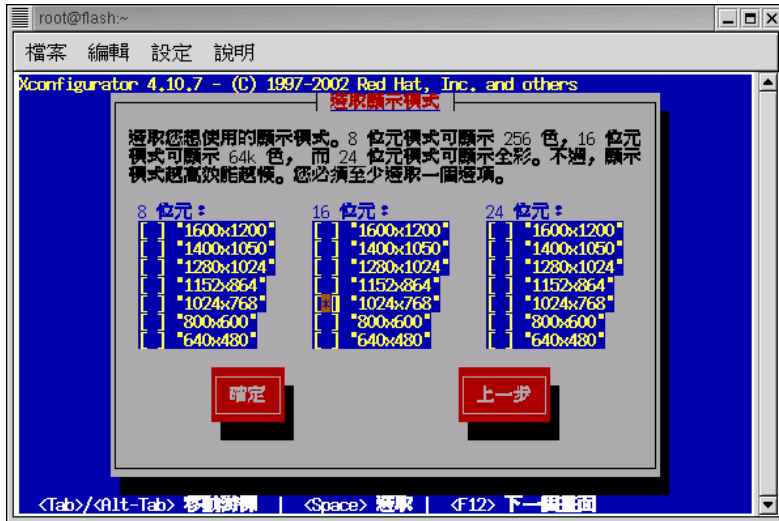 root@flash:~
檔案 編輯 設定 說明
Xconfigurator 4.10.7 - (C) 1997-2002 Red Hat, Inc. and others
選取顯示模式
選取您想使用的顯示模式。8 位元模式可顯示 256 色，16 位元
模式可顯示 64k 色， 而 24 位元模式可顯示全彩。不過，顯示
模式越高效能越慢。您必須至少選取一個選項。
8 位元： 16 位元： 24 位元：
[ ] "1600x1200" [ ] "1600x1200" [ ] "1600x1200"
[ ] "1400x1050" [ ] "1400x1050" [ ] "1400x1050"
[ ] "1280x1024" [ ] "1280x1024" [ ] "1280x1024"
[ ] "1152x864" [ ] "1152x864" [ ] "1152x864"
[ ] "1024x768" [*] "1024x768" [ ] "1024x768"
[ ] "800x600" [ ] "800x600" [ ] "800x600"
[ ] "640x480" [ ] "640x480" [ ] "640x480"
確定 上一步
<Tab>/<Alt-Tab> 移動游標 | <Space> 選取 | <F12> 下一個畫面